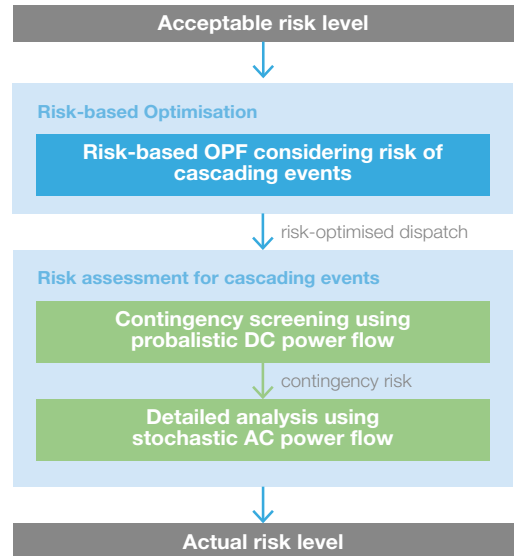 Acceptable risk level
Risk-based Optimisation
Risk-based OPF considering risk of
cascading events
risk-optimised dispatch
Risk assessment for cascading events
Contingency screening using
probalistic DC power flow
contingency risk
Detailed analysis using
stochastic AC power flow
Actual risk level